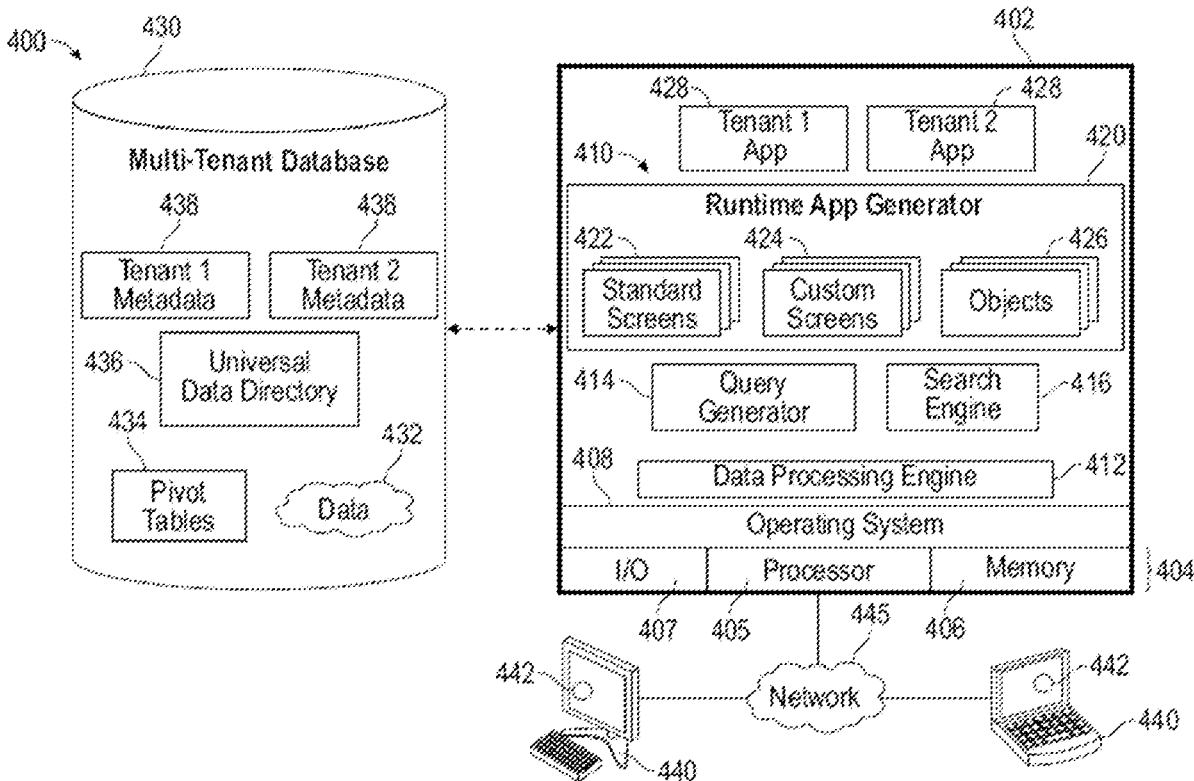 400
430
402
428
428
Tenant 1
App
Tenant 2
App
Multi-Tenant Database
410
420
Runtime App Generator
438
438
422
424
426
Tenant 1
Metadata
Tenant 2
Metadata
Standard
Screens
Custom
Screens
Objects
436
Universal
Data Directory
414
Query
Generator
Search
Engine
416
434
432
408
Pivot
Tables
Data
Data Processing Engine
412
Operating System
I/O
Processor
Memory
404
407
405
445
406
442
Network
442
440
440